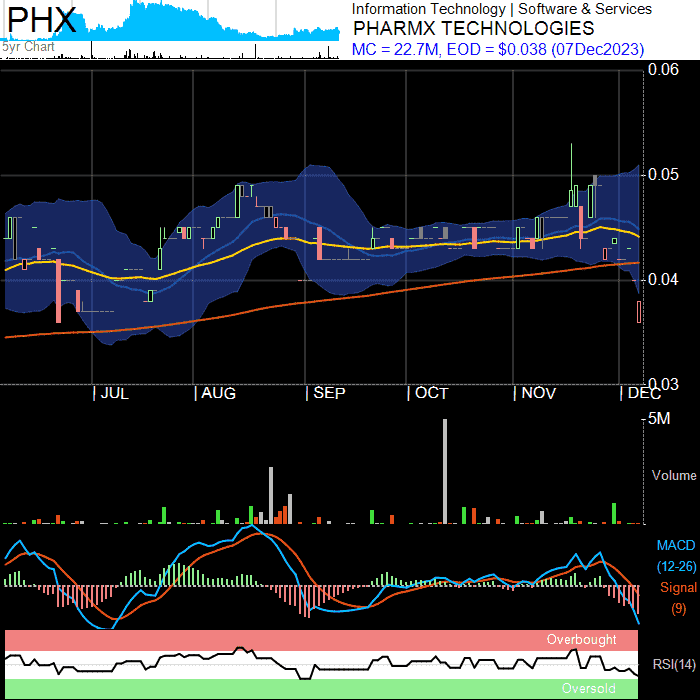 PHX
5yr Chart
Information Technology | Software & Services
PHARMX TECHNOLOGIES
MC = 22.7M, EOD = $0.038 (07Dec2023)
0.06
0.05
0.04
0.03
| JUL | AUG | SEP | OCT | NOV | DEC
5M
Volume
MACD
(12-26)
Signal
(9)
Overbought
RSI(14)
Oversold